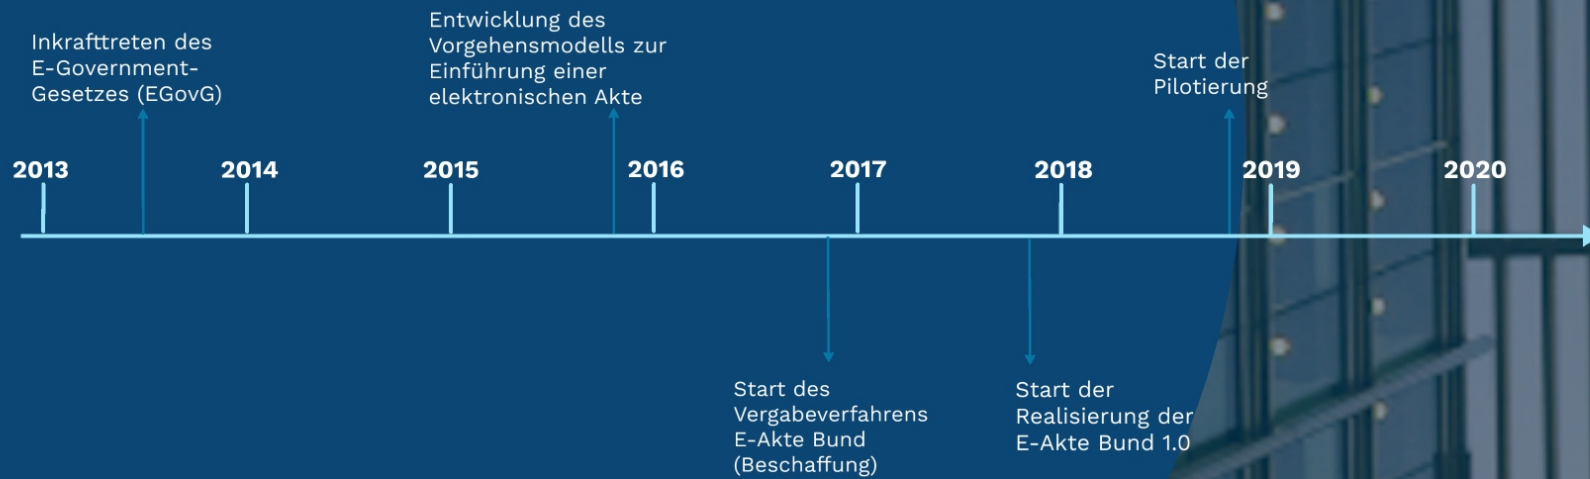 Inkrafttreten des
E-Government-
Gesetzes (EGovG)
Entwicklung des
Vorgehensmodells zur
Einführung einer
elektronischen Akte
Start der
Pilotierung
2013
2014
2015
2016
2017
2018
2019
2020
Start des
Vergabeverfahrens
E-Akte Bund
(Beschaffung)
Start der
Realisierung der
E-Akte Bund 1.0